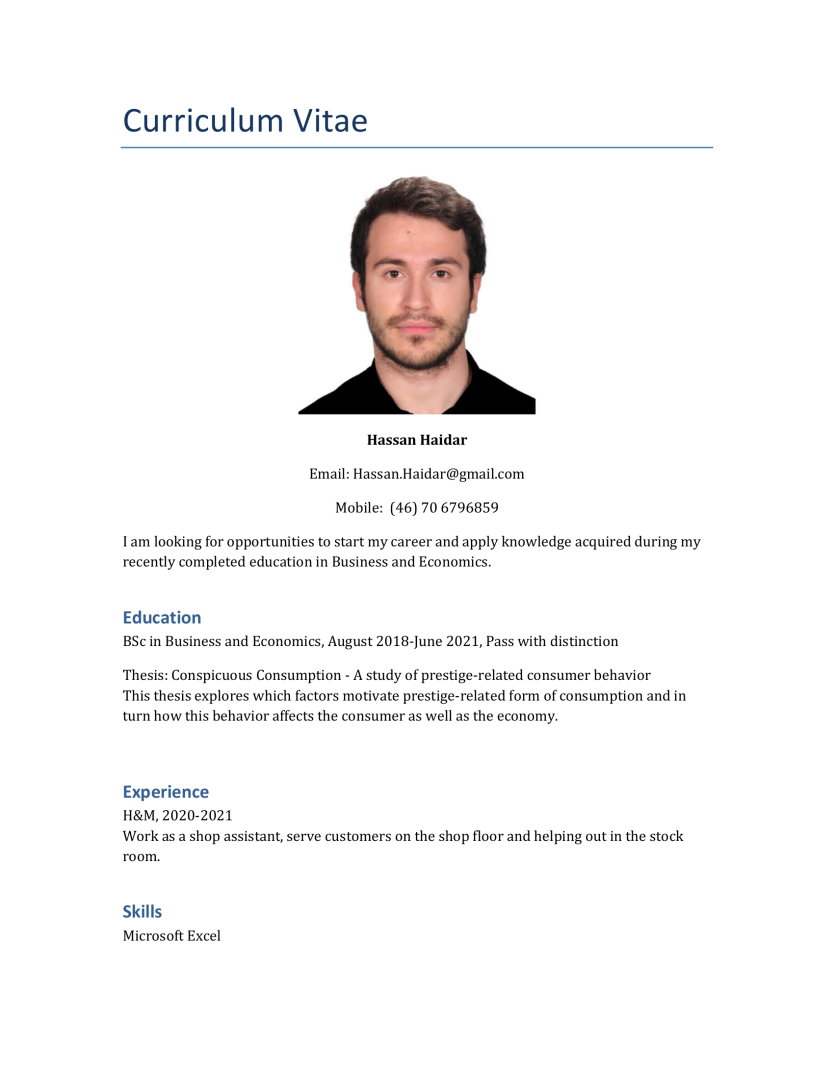 Curriculum Vitae
Hassan Haidar
Email: Hassan.Haidar@gmail.com
Mobile:  (46) 70 6796859
I am looking for opportunities to start my career and apply knowledge acquired during my
recently completed education in Business and Economics.
Education
BSc in Business and Economics, August 2018-June 2021, Pass with distinction
Thesis: Conspicuous Consumption - A study of prestige-related consumer behavior
This thesis explores which factors motivate prestige-related form of consumption and in
turn how this behavior affects the consumer as well as the economy.
Experience
H&M, 2020-2021
Work as a shop assistant, serve customers on the shop floor and helping out in the stock
room.
Skills
Microsoft Excel